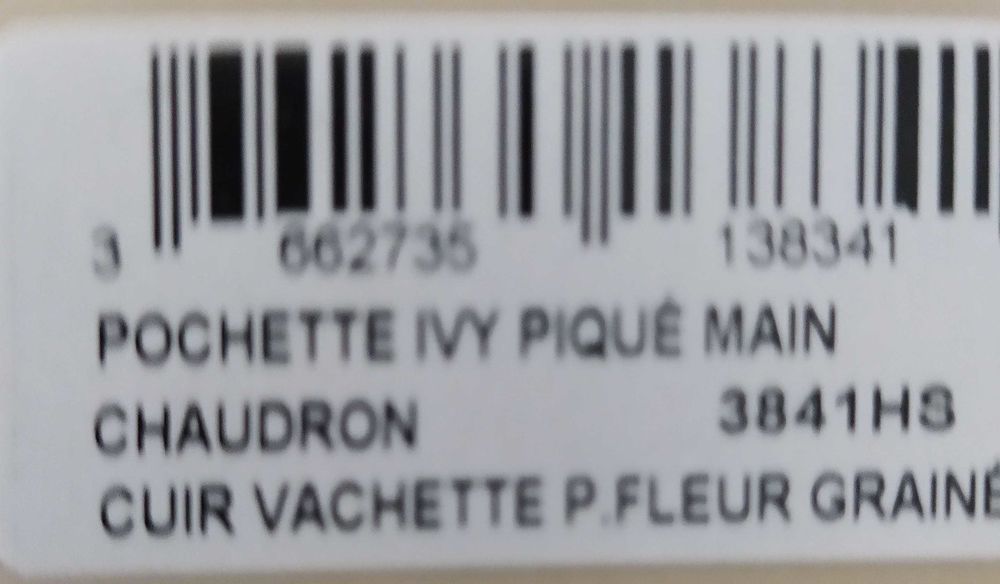 3 662735 138341
POCHETTE IVY PIQUÉ MAIN
CHAUDRON 3841HS
CUIR VACHETTE P.FLEUR GRAINÉ